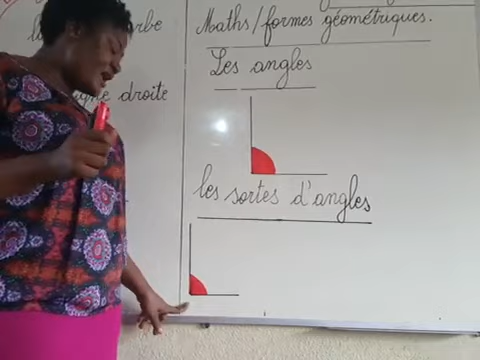 droite
Maths/formes géométriques.
Les angles
les sortes d'angles